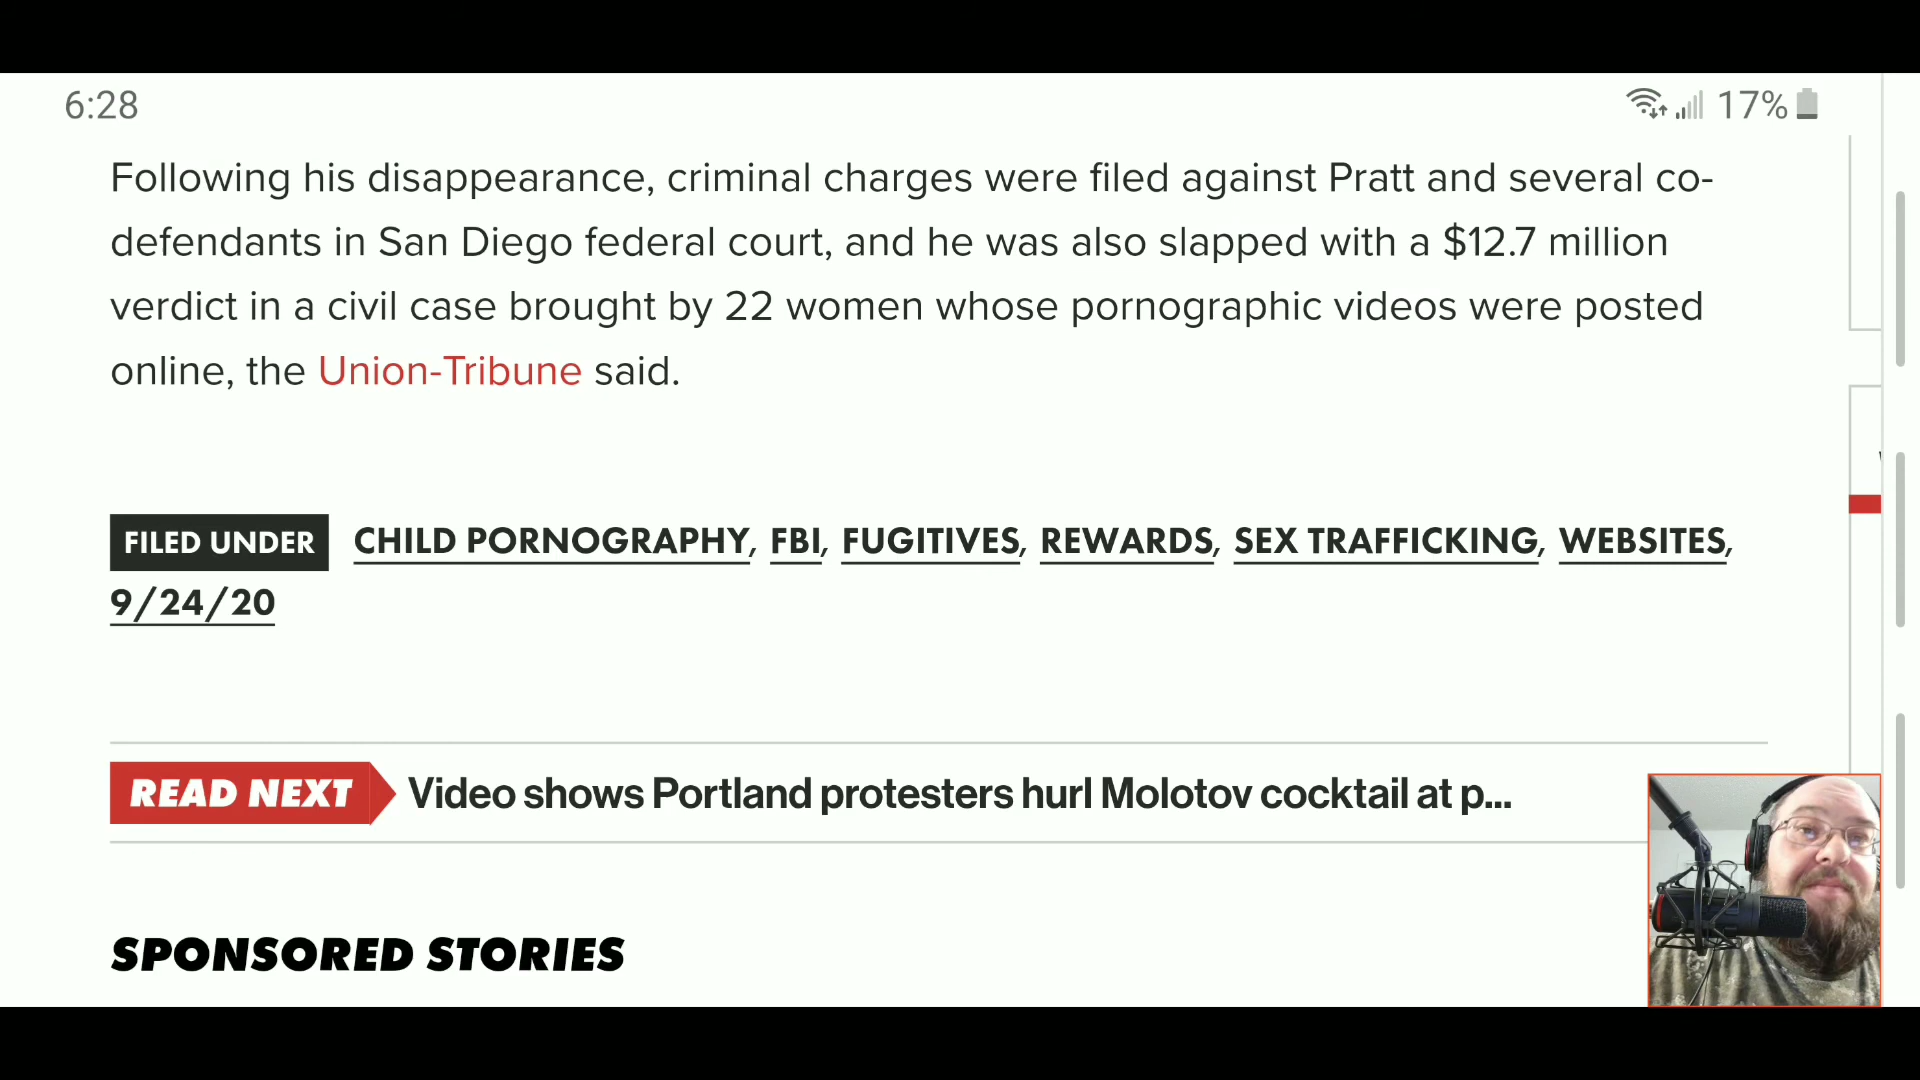 6:28
17%
Following his disappearance, criminal charges were filed against Pratt and several co-
defendants in San Diego federal court, and he was also slapped with a $12.7 million
verdict in a civil case brought by 22 women whose pornographic videos were posted
online, the Union-Tribune said.
FILED UNDER CHILD PORNOGRAPHY, FBI, FUGITIVES, REWARDS, SEX TRAFFICKING, WEBSITES,
9/24/20
READ NEXT Video shows Portland protesters hurl Molotov cocktail at p...
SPONSORED STORIES